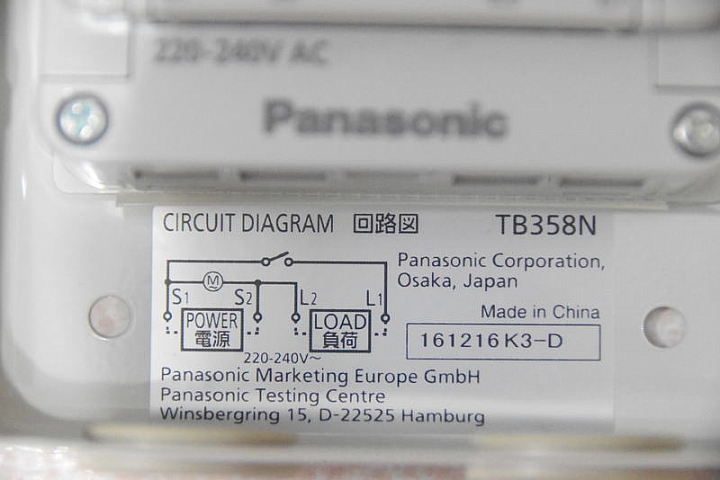 220-240V AC
Panasonic
CIRCUIT DIAGRAM 回路図 TB358N
Panasonic Corporation,
Osaka, Japan
M
S1 S2 L2 L1
Made in China
POWER LOAD
電源 負荷
161216 K3-D
220-240V~
Panasonic Marketing Europe GmbH
Panasonic Testing Centre
Winsbergring 15, D-22525 Hamburg